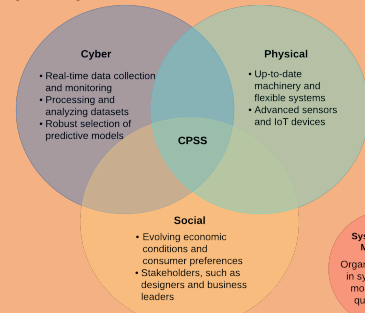 Cyber
• Real-time data collection
and monitoring
• Processing and
analyzing datasets
• Robust selection of
predictive models
Physical
• Up-to-date
machinery and
flexible systems
• Advanced sensors
and IoT devices
CPSS
Social
• Evolving economic
conditions and
consumer preferences
• Stakeholders, such as
designers and business
leaders
in